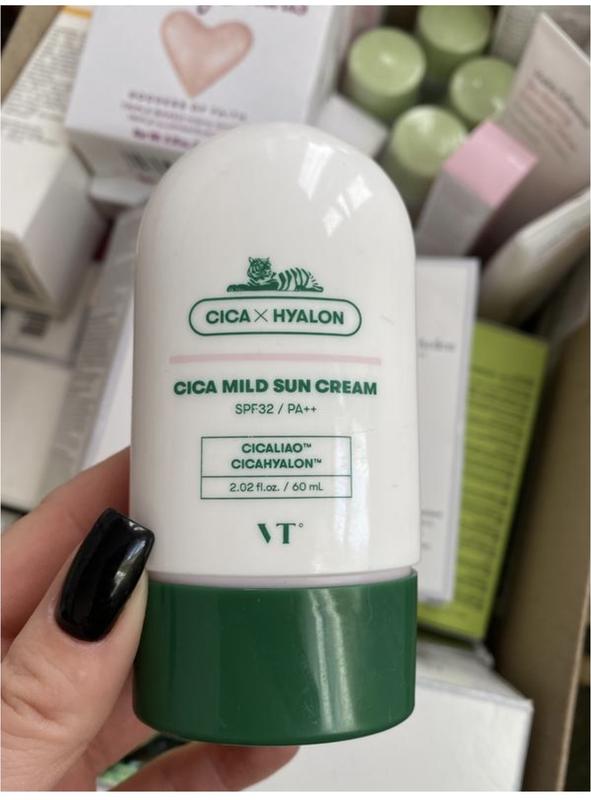 CICA × HYALON
CICA MILD SUN CREAM
SPF32 / PA++
CICALIAO™
CICAHYALON™
2.02 fl.oz. / 60 mL
VT°